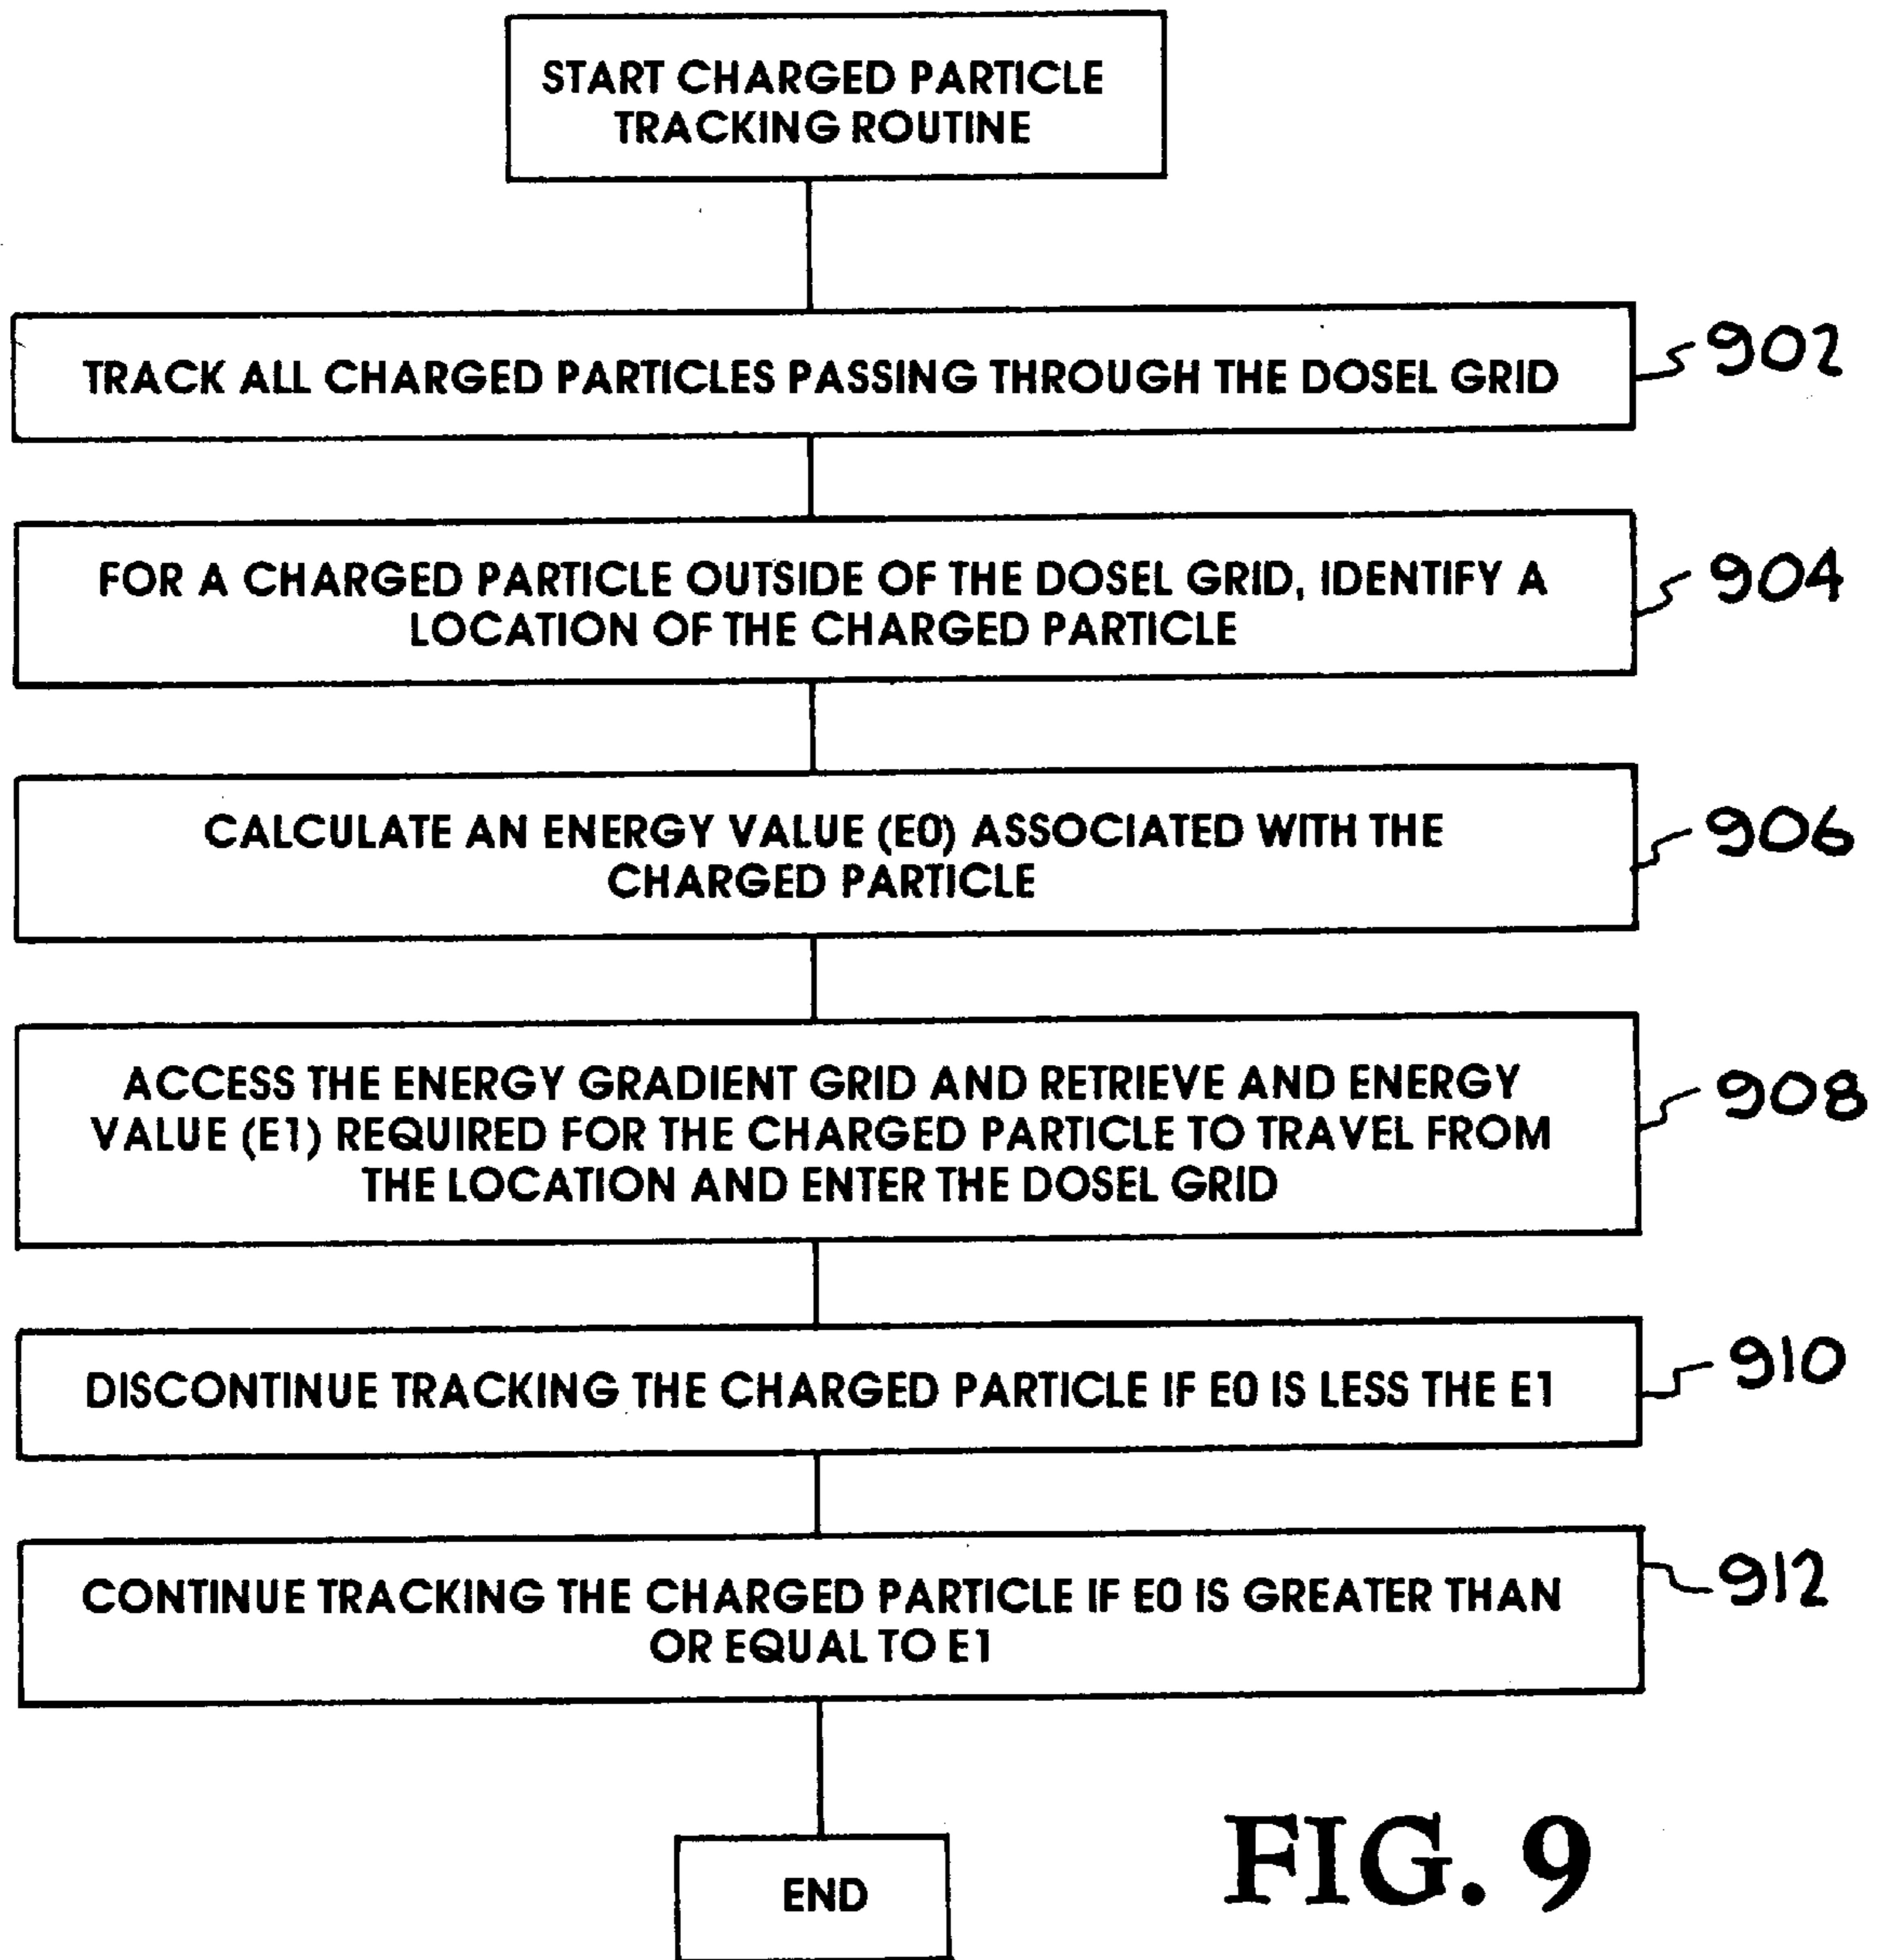 START CHARGED PARTICLE
TRACKING ROUTINE
TRACK ALL CHARGED PARTICLES PASSING THROUGH THE DOSEL GRID
902
FOR A CHARGED PARTICLE OUTSIDE OF THE DOSEL GRID, IDENTIFY A
LOCATION OF THE CHARGED PARTICLE
904
CALCULATE AN ENERGY VALUE (E0) ASSOCIATED WITH THE
CHARGED PARTICLE
906
ACCESS THE ENERGY GRADIENT GRID AND RETRIEVE AND ENERGY
VALUE (E1) REQUIRED FOR THE CHARGED PARTICLE TO TRAVEL FROM
THE LOCATION AND ENTER THE DOSEL GRID
908
DISCONTINUE TRACKING THE CHARGED PARTICLE IF E0 IS LESS THE E1
910
CONTINUE TRACKING THE CHARGED PARTICLE IF E0 IS GREATER THAN
OR EQUAL TO E1
912
END
FIG. 9